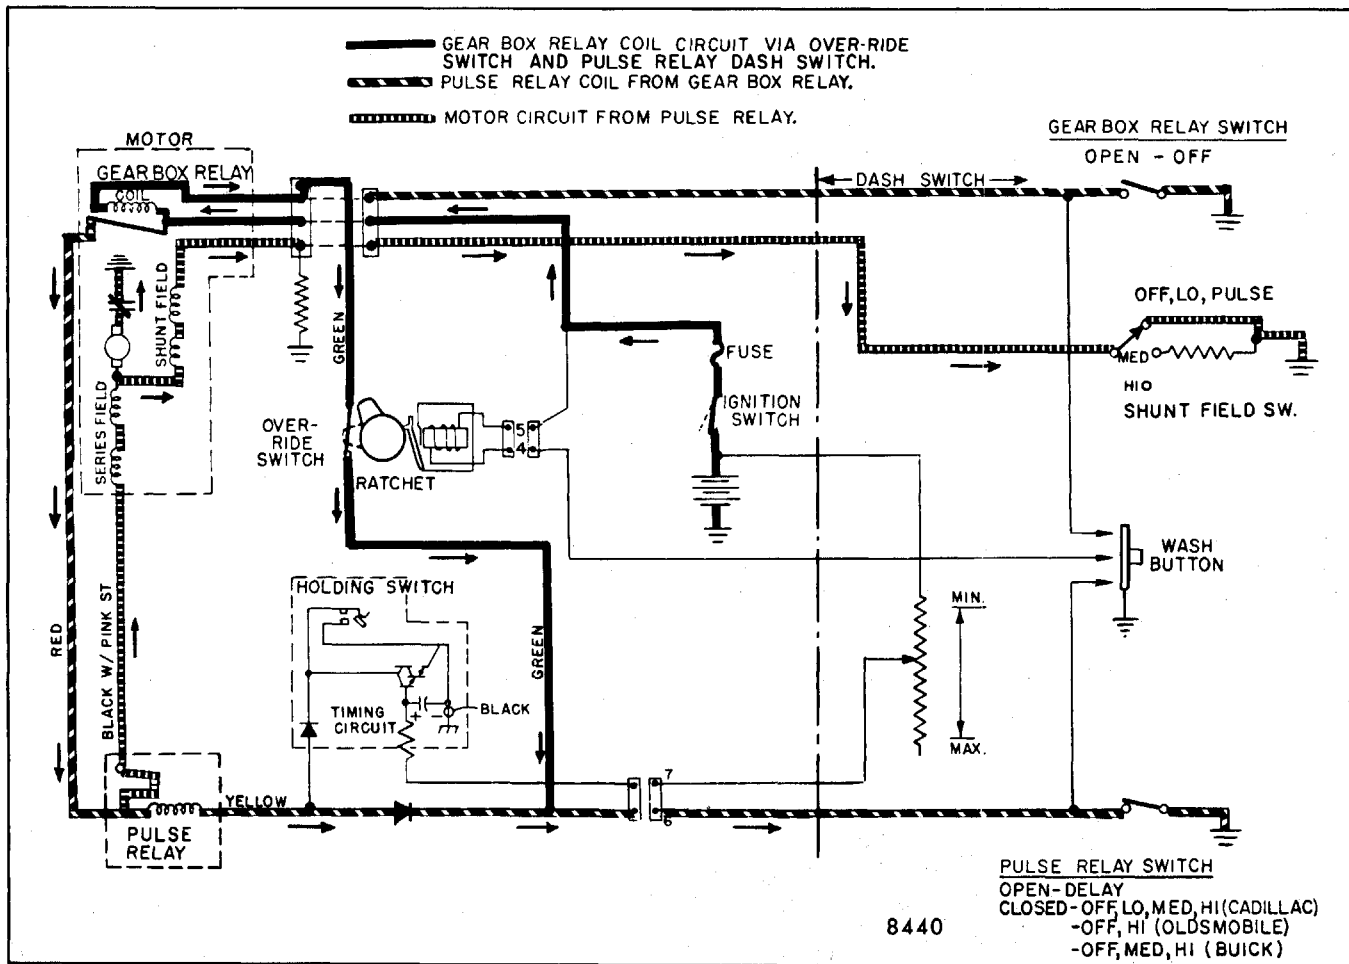 GEAR BOX RELAY COIL CIRCUIT VIA OVER-RIDE
SWITCH AND PULSE RELAY DASH SWITCH.
PULSE RELAY COIL FROM GEAR BOX RELAY.
MOTOR CIRCUIT FROM PULSE RELAY.
MOTOR
GEAR BOX RELAY
COIL
GEAR BOX RELAY SWITCH
OPEN - OFF
DASH SWITCH
SHUNT FIELD
SERIES FIELD
GREEN
OFF, LO, PULSE
MED
HI
SHUNT FIELD SW.
FUSE
IGNITION
SWITCH
OVER-
RIDE
SWITCH
RATCHET
5
4
WASH
BUTTON
HOLDING SWITCH
MIN.
MAX.
RED
BLACK W/ PINK ST
GREEN
TIMING
CIRCUIT
+
-
BLACK
7
6
YELLOW
PULSE
RELAY
PULSE RELAY SWITCH
OPEN-DELAY
CLOSED-OFF, LO, MED, HI (CADILLAC)
-OFF, HI (OLDSMOBILE)
-OFF, MED, HI (BUICK)
8440